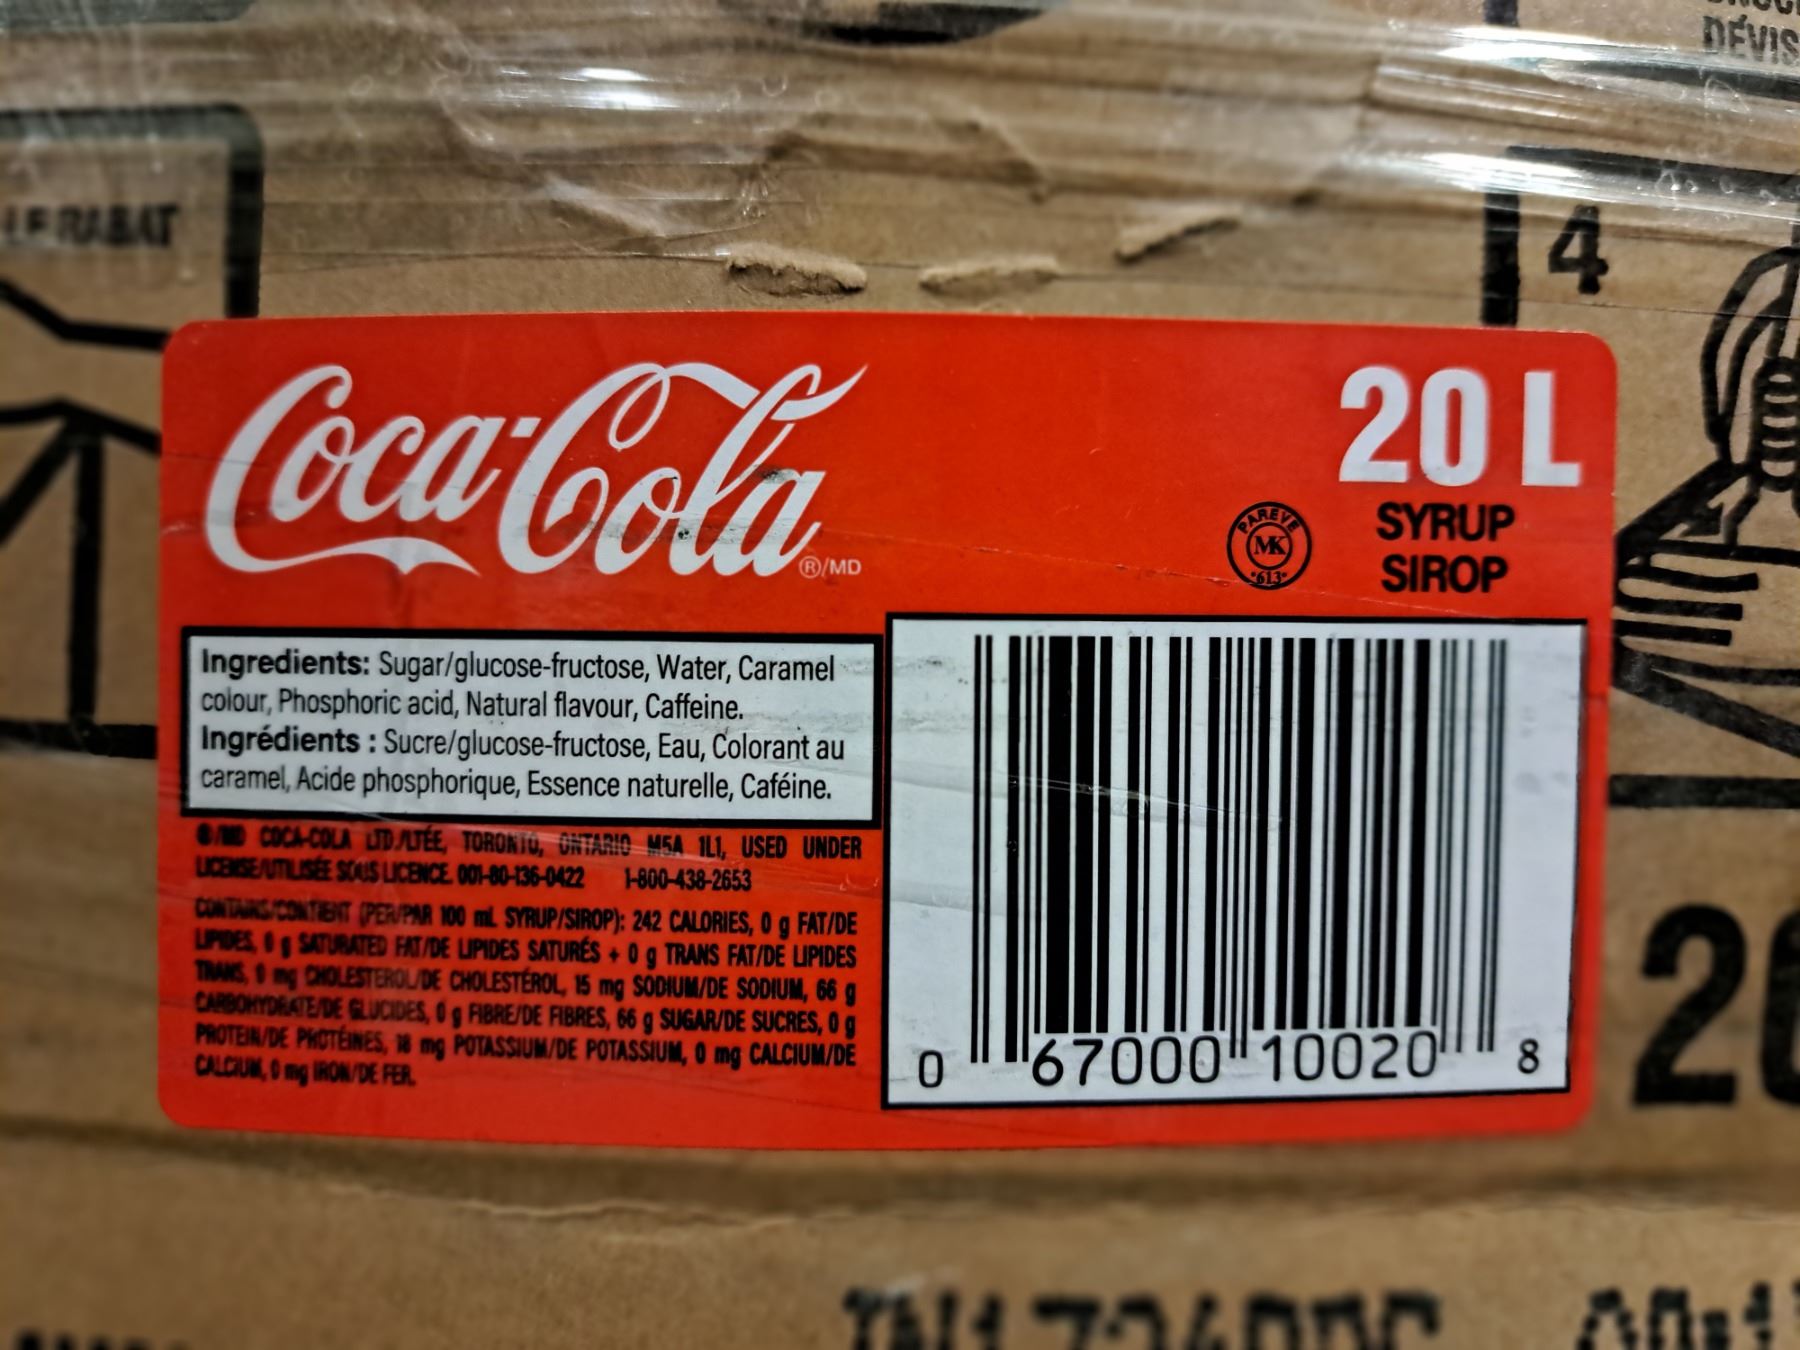 DÉVIS
LE RABAT
4
Coca-Cola
®/MD
20 L
PAREVE
MK
613
SYRUP
SIROP
Ingredients: Sugar/glucose-fructose, Water, Caramel
colour, Phosphoric acid, Natural flavour, Caffeine.
Ingrédients : Sucre/glucose-fructose, Eau, Colorant au
caramel, Acide phosphorique, Essence naturelle, Caféine.
®/MD COCA-COLA LTD./LTÉE, TORONTO, ONTARIO M5A 1L1, USED UNDER
LICENSE/UTILISÉE SOUS LICENCE. 001-80-136-0422 1-800-438-2653
CONTAINS/CONTIENT (PER/PAR 100 mL SYRUP/SIROP): 242 CALORIES, 0 g FAT/DE
LIPIDES, 0 g SATURATED FAT/DE LIPIDES SATURÉS + 0 g TRANS FAT/DE LIPIDES
TRANS, 0 mg CHOLESTEROL/DE CHOLESTÉROL, 15 mg SODIUM/DE SODIUM, 66 g
CARBOHYDRATE/DE GLUCIDES, 0 g FIBRE/DE FIBRES, 66 g SUGAR/DE SUCRES, 0 g
PROTEIN/DE PROTÉINES, 18 mg POTASSIUM/DE POTASSIUM, 0 mg CALCIUM/DE
CALCIUM, 0 mg IRON/DE FER.
0 67000 10020 8
20